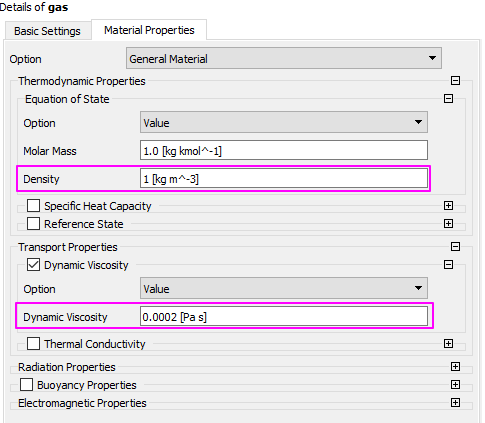 Details of gas
Basic Settings Material Properties
Option General Material
Thermodynamic Properties
Equation of State
Option Value
Molar Mass 1.0 [kg kmol^-1]
Density 1 [kg m^-3]
Specific Heat Capacity
Reference State
Transport Properties
Dynamic Viscosity
Option Value
Dynamic Viscosity 0.0002 [Pa s]
Thermal Conductivity
Radiation Properties
Buoyancy Properties
Electromagnetic Properties